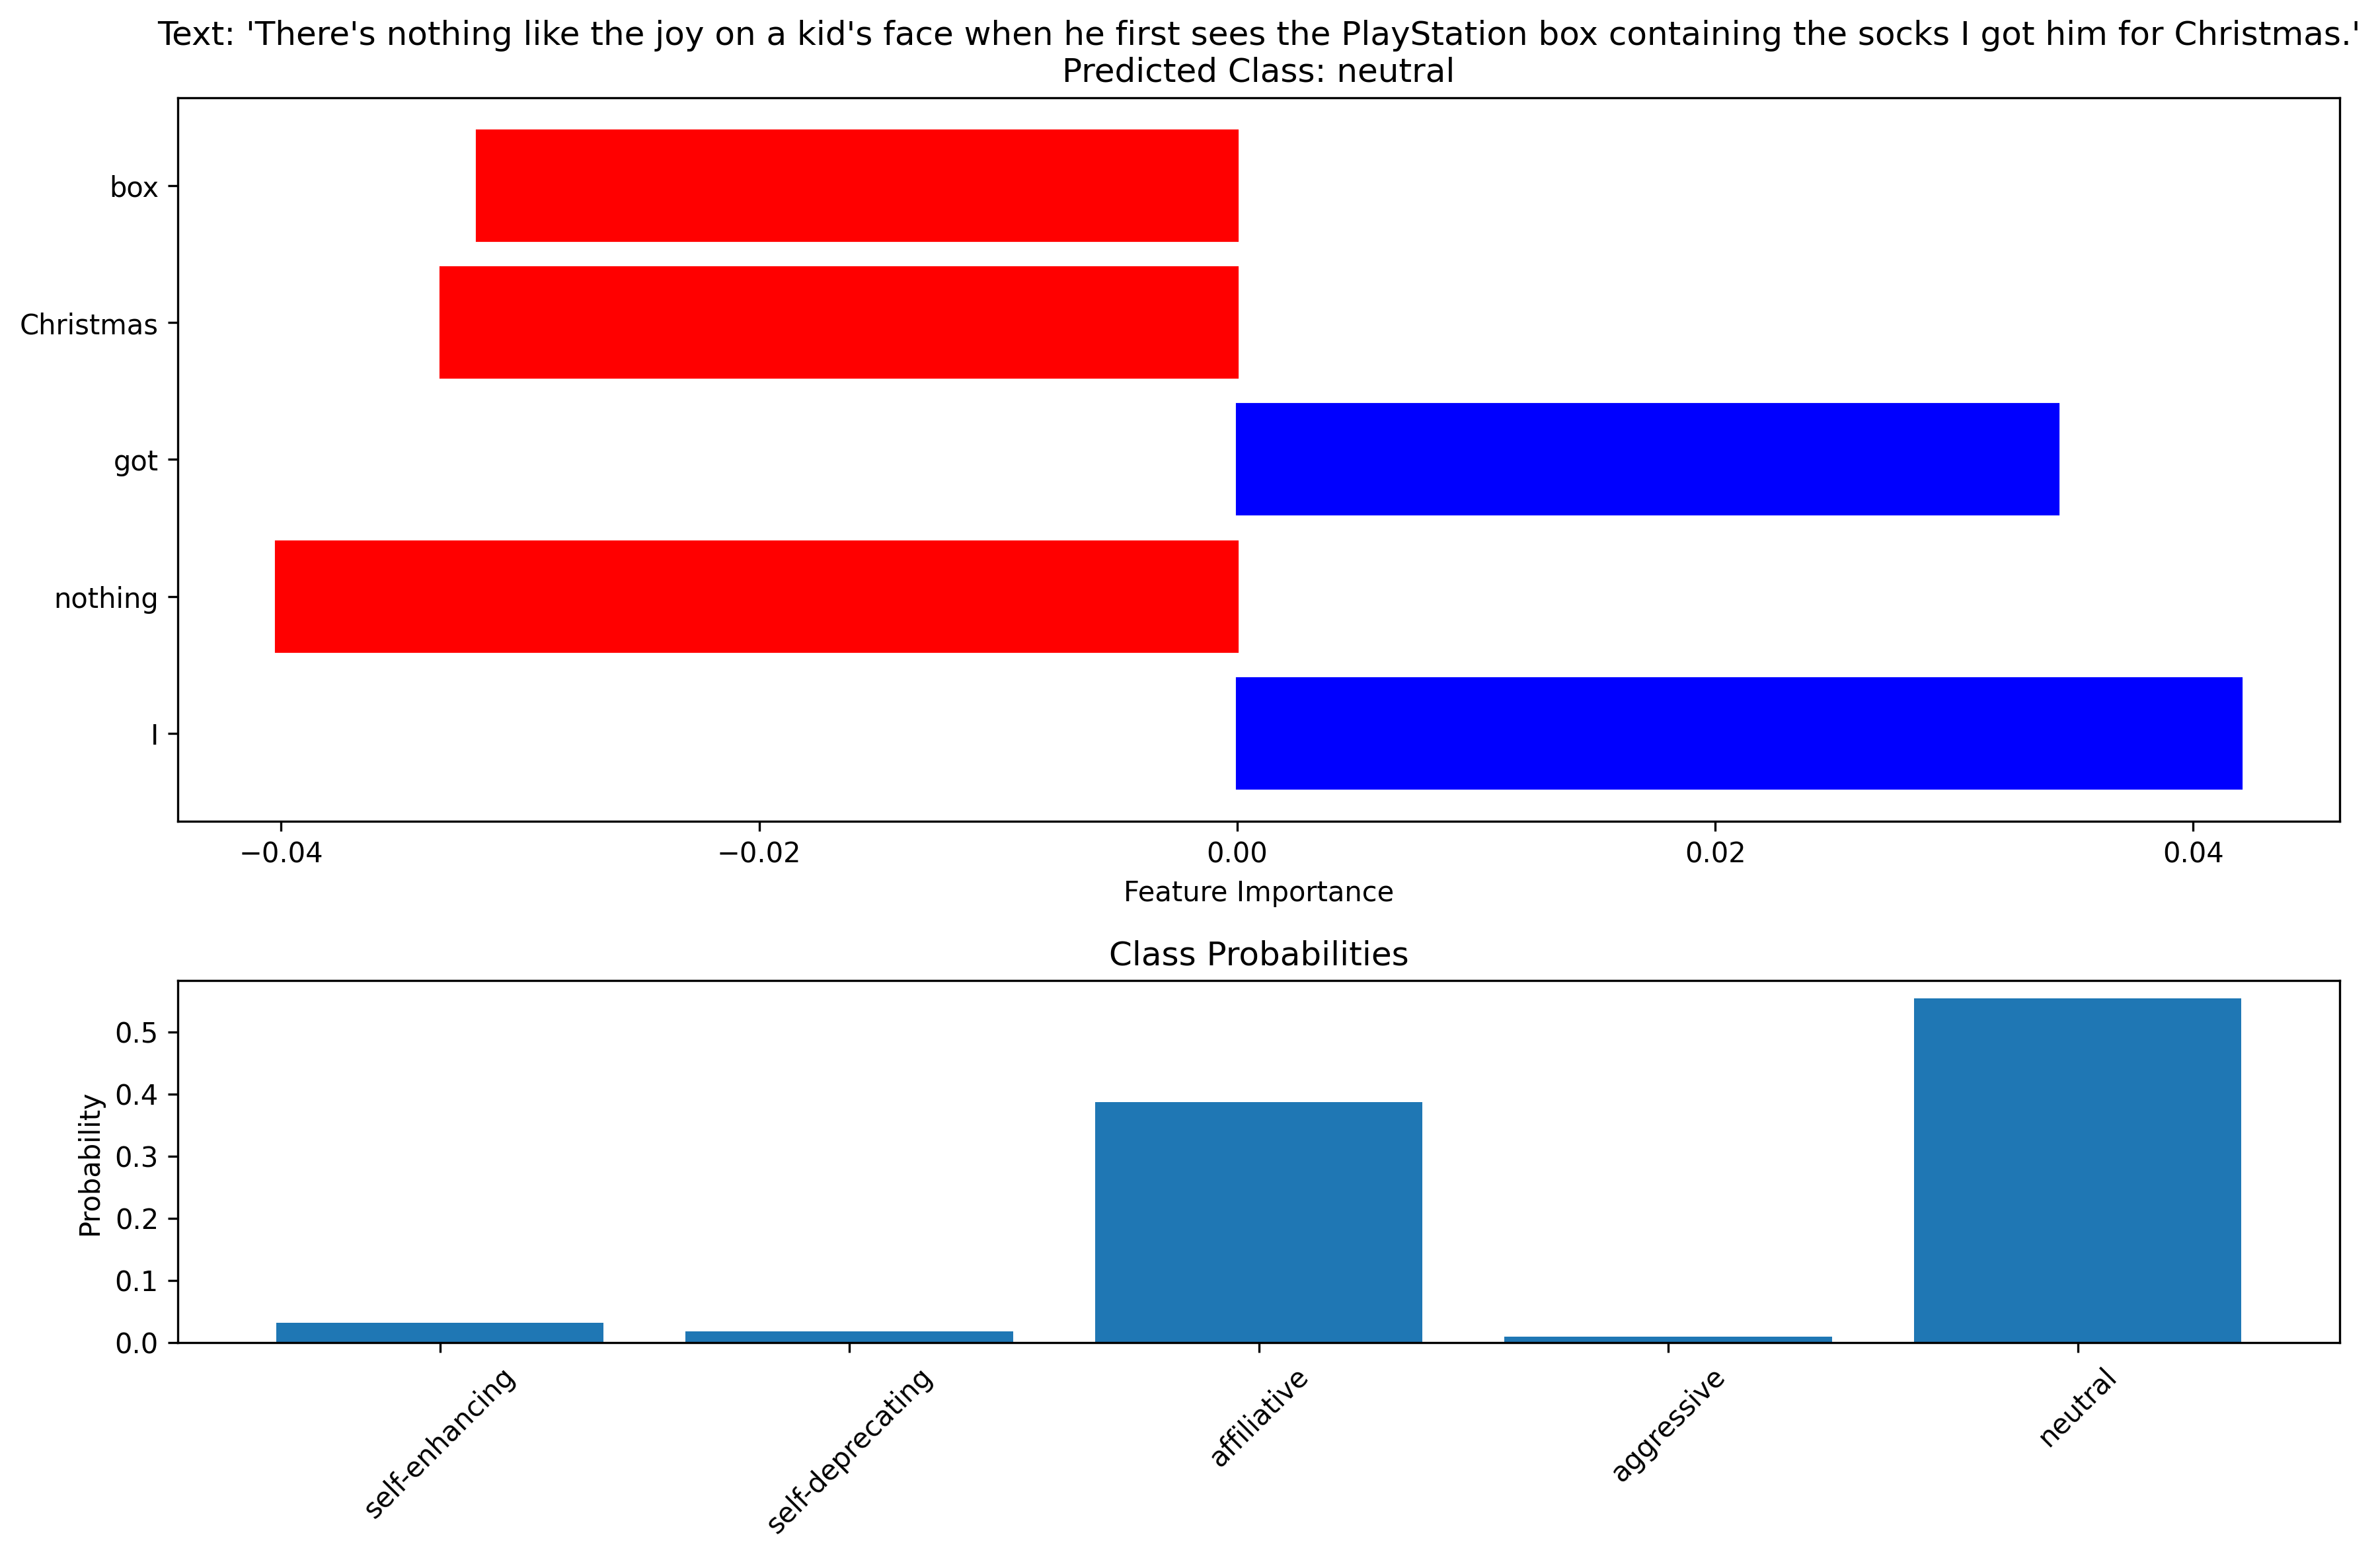 Text: 'There's nothing like the joy on a kid's face when he first sees the PlayStation box containing the socks I got him for Christmas.'
Predicted Class: neutral
box
Christmas
got
nothing
I
−0.04
−0.02
0.00
0.02
0.04
Feature Importance
Class Probabilities
Probability
0.5
0.4
0.3
0.2
0.1
0.0
self-enhancing
self-deprecating
affiliative
aggressive
neutral